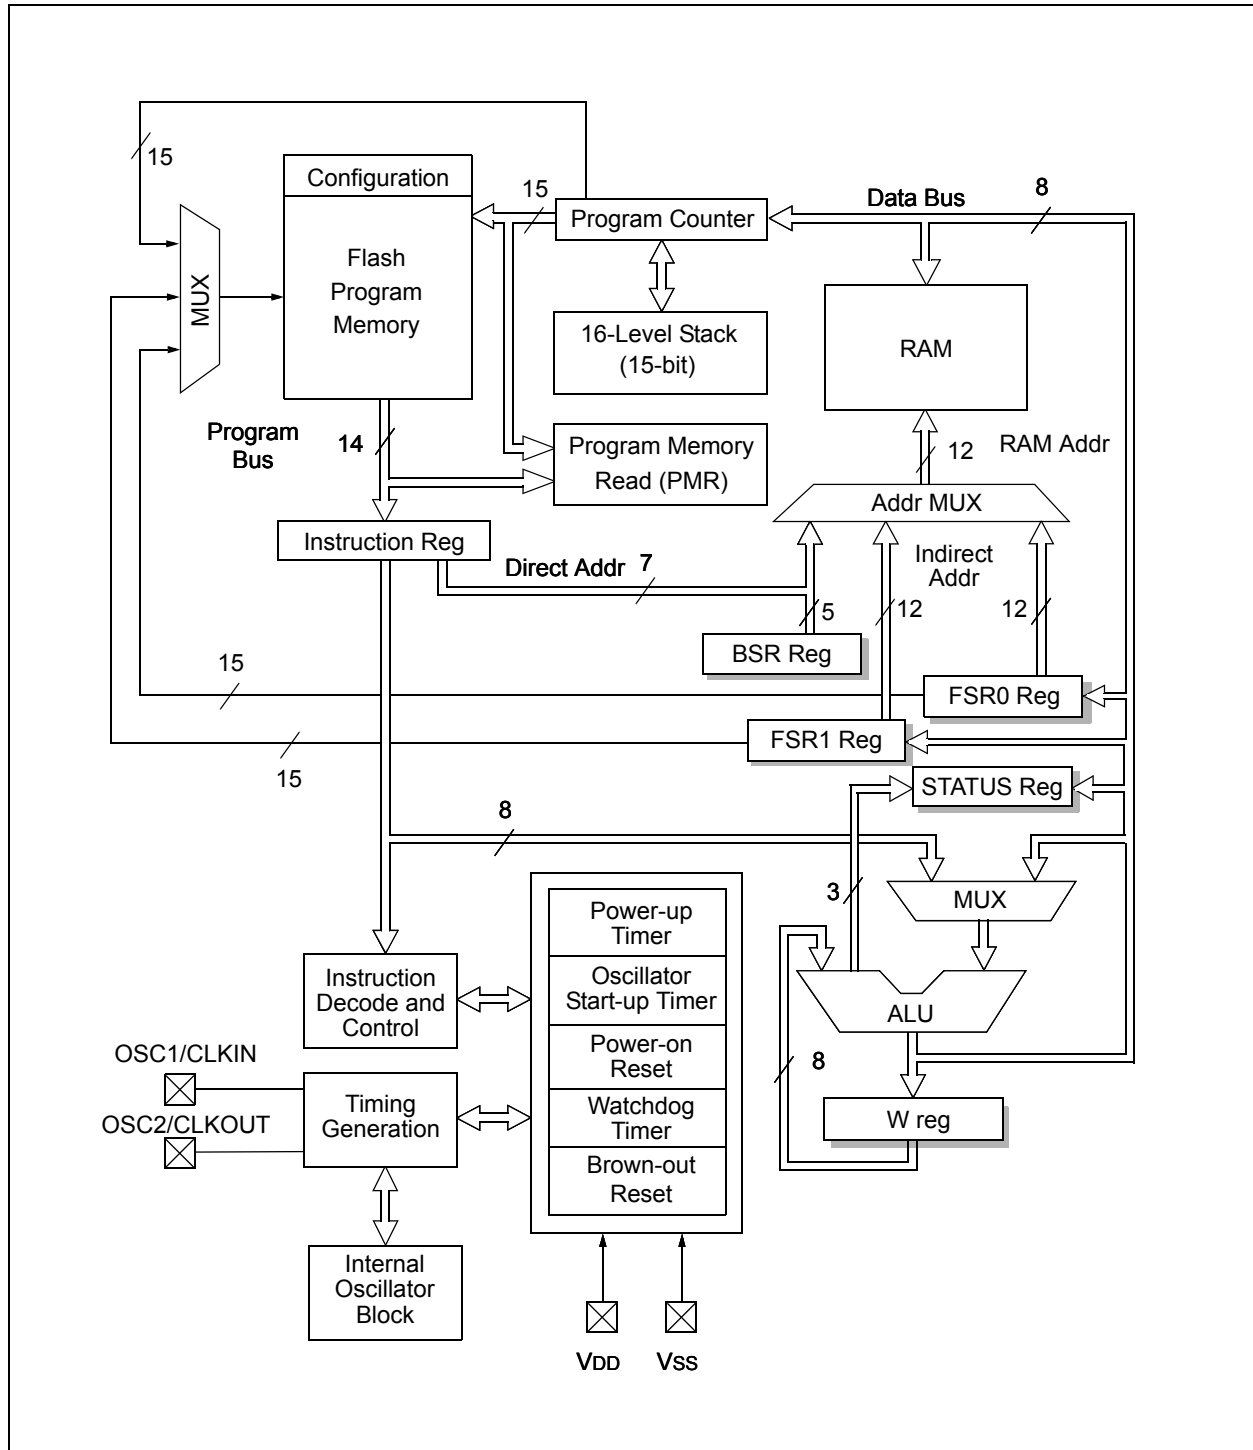 15
Configuration
Flash
Program
Memory
MUX
15
Program Counter
Data Bus
8
16-Level Stack
(15-bit)
RAM
Program
Bus
14
Program Memory
Read (PMR)
12
RAM Addr
Addr MUX
Instruction Reg
Direct Addr
7
Indirect
Addr
5
12
12
BSR Reg
15
FSR0 Reg
FSR1 Reg
15
STATUS Reg
8
3
MUX
Power-up
Timer
Oscillator
Start-up Timer
Power-on
Reset
Watchdog
Timer
Brown-out
Reset
Instruction
Decode and
Control
ALU
8
OSC1/CLKIN
OSC2/CLKOUT
Timing
Generation
W reg
Internal
Oscillator
Block
VDD
VSS